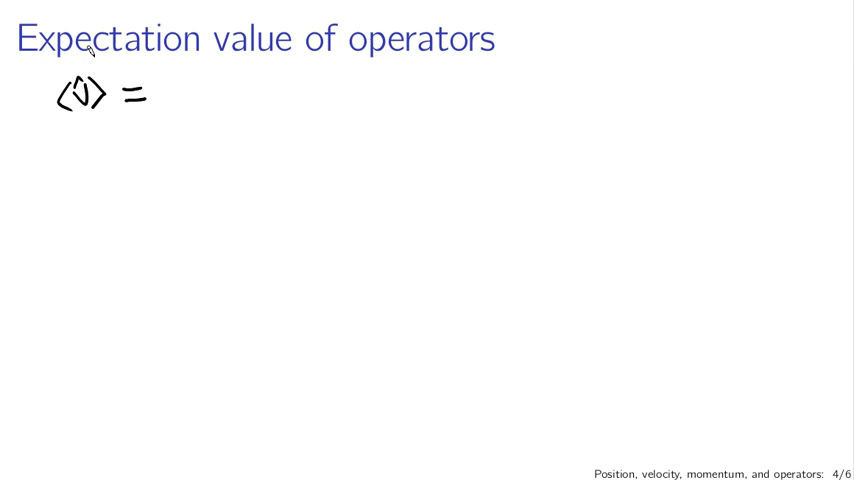 Expectation value of operators
⟨Ô⟩ =
Position, velocity, momentum, and operators: 4/6